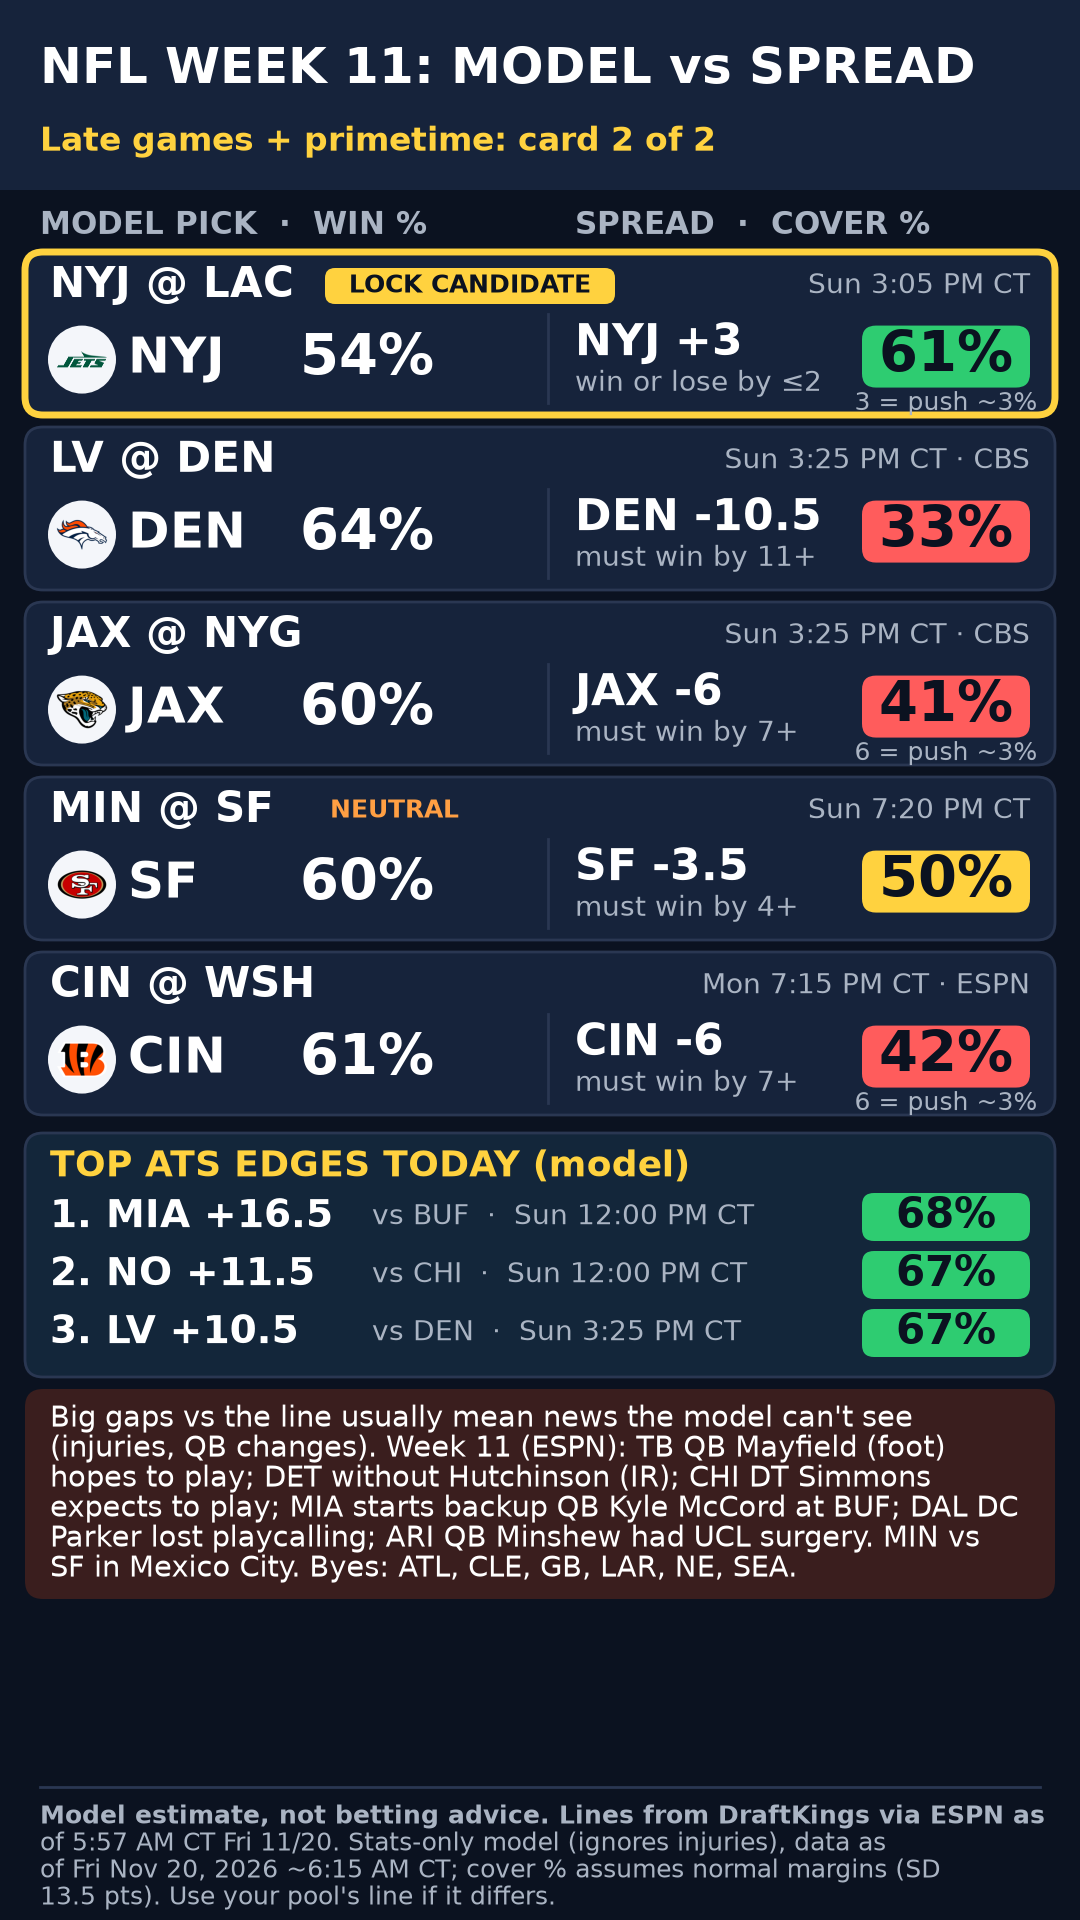 NFL WEEK 11: MODEL vs SPREAD
Late games + primetime: card 2 of 2
MODEL PICK · WIN % SPREAD · COVER %
NYJ @ LAC LOCK CANDIDATE Sun 3:05 PM CT
JETS NYJ 54% NYJ +3 61%
win or lose by ≤2
3 = push ~3%
LV @ DEN Sun 3:25 PM CT · CBS
DEN 64% DEN -10.5 33%
must win by 11+
JAX @ NYG Sun 3:25 PM CT · CBS
JAX 60% JAX -6 41%
must win by 7+
6 = push ~3%
MIN @ SF NEUTRAL Sun 7:20 PM CT
SF SF 60% SF -3.5 50%
must win by 4+
CIN @ WSH Mon 7:15 PM CT · ESPN
B CIN 61% CIN -6 42%
must win by 7+
6 = push ~3%
TOP ATS EDGES TODAY (model)
1. MIA +16.5 vs BUF · Sun 12:00 PM CT 68%
2. NO +11.5 vs CHI · Sun 12:00 PM CT 67%
3. LV +10.5 vs DEN · Sun 3:25 PM CT 67%
Big gaps vs the line usually mean news the model can't see
(injuries, QB changes). Week 11 (ESPN): TB QB Mayfield (foot)
hopes to play; DET without Hutchinson (IR); CHI DT Simmons
expects to play; MIA starts backup QB Kyle McCord at BUF; DAL DC
Parker lost playcalling; ARI QB Minshew had UCL surgery. MIN vs
SF in Mexico City. Byes: ATL, CLE, GB, LAR, NE, SEA.
Model estimate, not betting advice. Lines from DraftKings via ESPN as
of 5:57 AM CT Fri 11/20. Stats-only model (ignores injuries), data as
of Fri Nov 20, 2026 ~6:15 AM CT; cover % assumes normal margins (SD
13.5 pts). Use your pool's line if it differs.